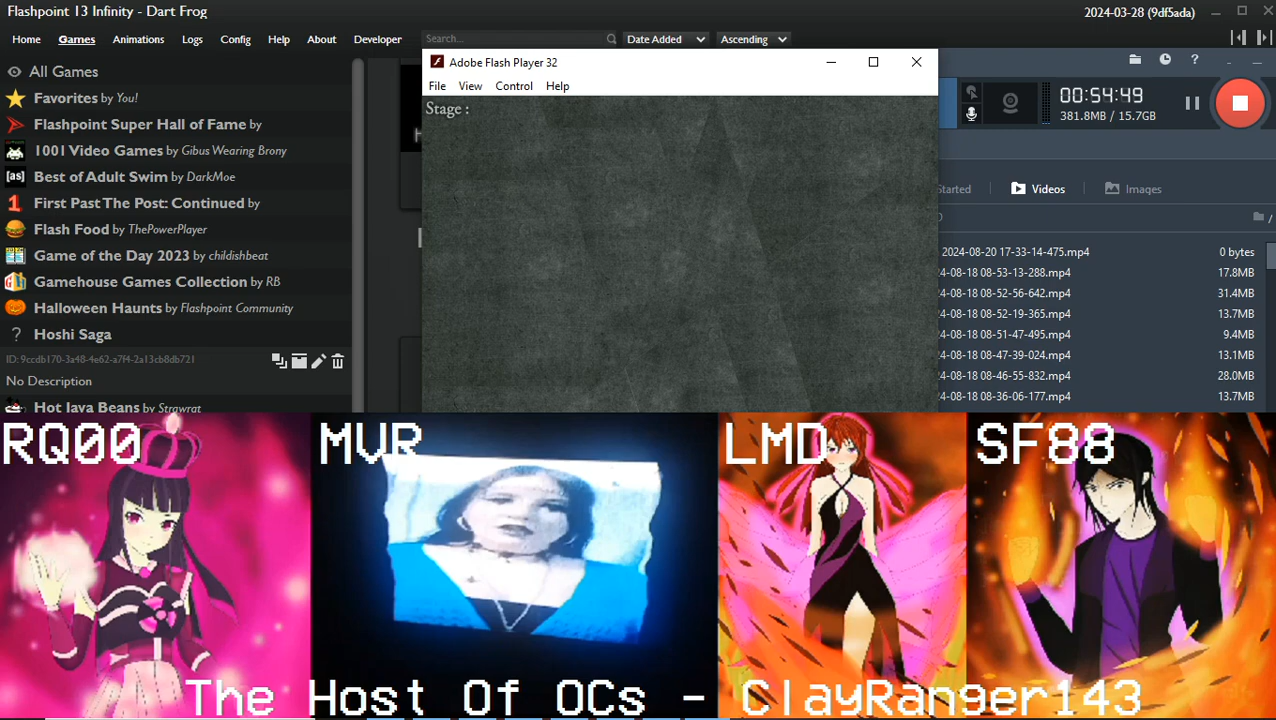 Flashpoint 13 Infinity - Dart Frog
2024-03-28 (9df5ada)
Home Games Animations Logs Config Help About Developer
Search...
Date Added
Ascending
All Games
Favorites by You!
Flashpoint Super Hall of Fame by
1001 Video Games by Gibus Wearing Brony
[as] Best of Adult Swim by DarkMoe
1 First Past The Post: Continued by
Flash Food by ThePowerPlayer
Game of the Day 2023 by childishbeat
Gamehouse Games Collection by RB
Halloween Haunts by Flashpoint Community
? Hoshi Saga
ID: 9ccdb170-3a48-4e62-a7f4-2a13cb8db721
No Description
Hot Java Beans by Strawrat
Adobe Flash Player 32
File View Control Help
Stage :
00:54:49
381.8MB / 15.7GB
Started
Videos
Images
2024-08-20 17-33-14-475.mp4 0 bytes
4-08-18 08-53-13-288.mp4 17.8MB
4-08-18 08-52-56-642.mp4 31.4MB
4-08-18 08-52-19-365.mp4 13.7MB
4-08-18 08-51-47-495.mp4 9.4MB
4-08-18 08-47-39-024.mp4 13.1MB
4-08-18 08-46-55-832.mp4 28.0MB
4-08-18 08-36-06-177.mp4 13.7MB
RQ00 MVR LMD SF88
The Host Of OCs - ClayRanger143